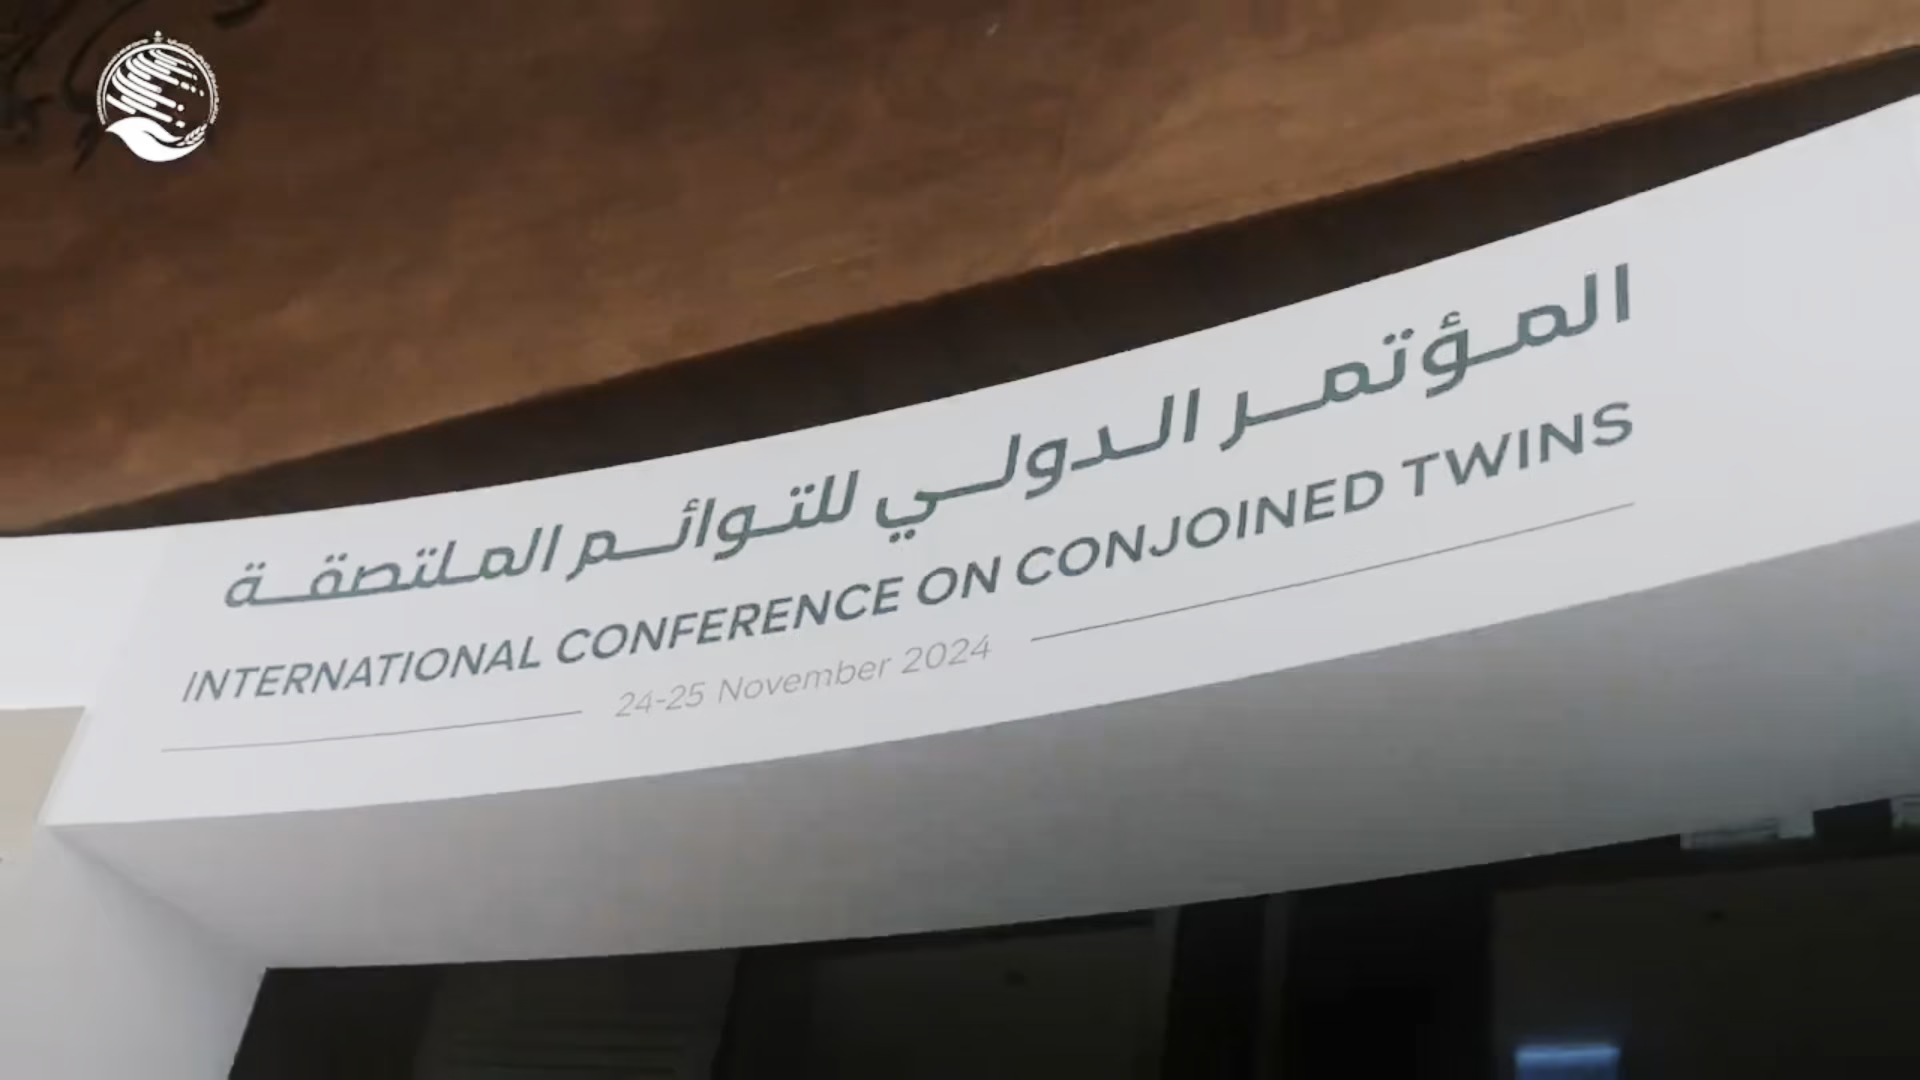 المؤتمر الدولي للتوائم الملتصقة
INTERNATIONAL CONFERENCE ON CONJOINED TWINS
24-25 November 2024